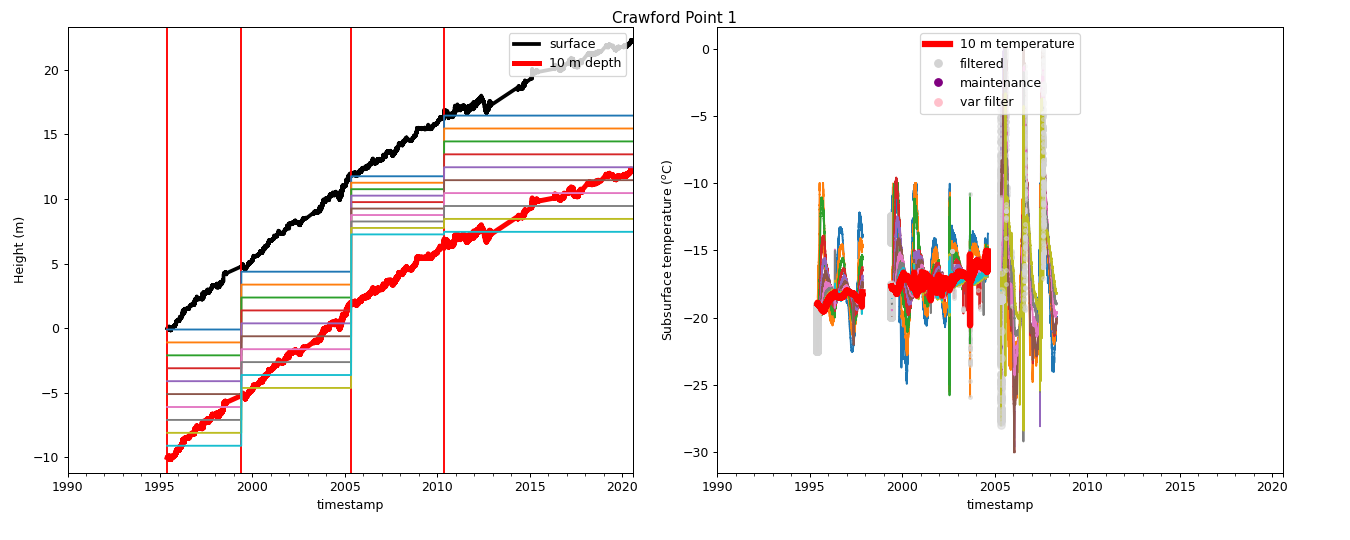 Crawford Point 1
surface
10 m depth
20
15
10
5
0
−5
−10
Height (m)
1990
1995
2000
2005
2010
2015
2020
timestamp
10 m temperature
filtered
maintenance
var filter
0
−5
−10
−15
−20
−25
−30
Subsurface temperature (°C)
1990
1995
2000
2005
2010
2015
2020
timestamp